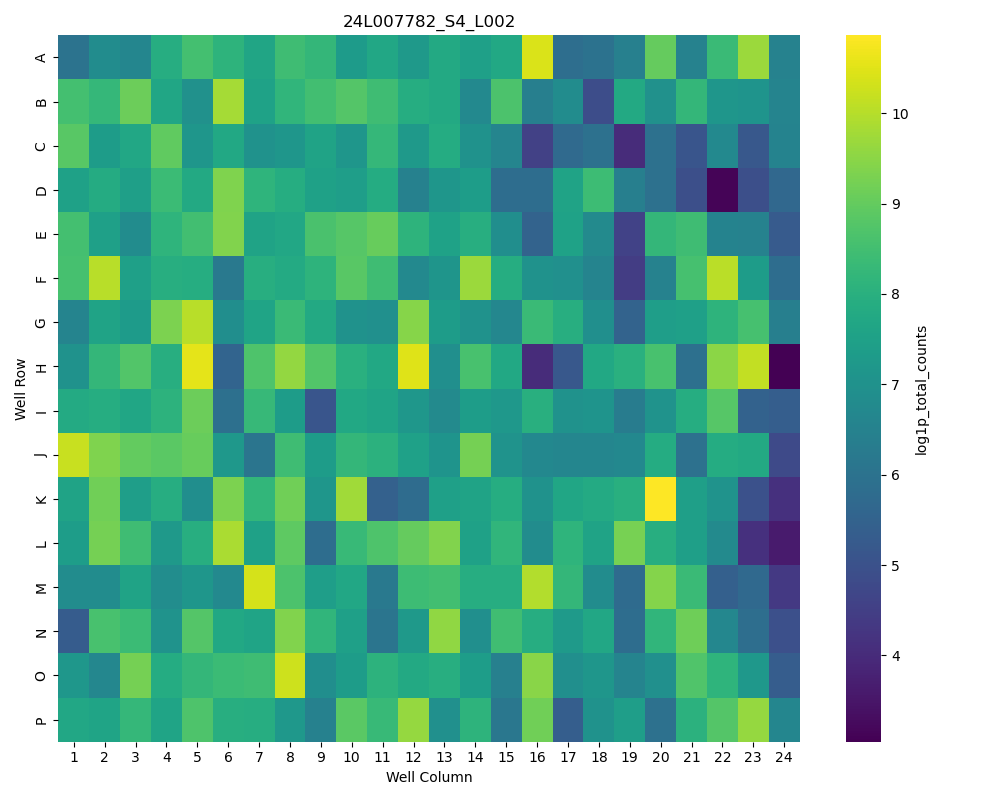 24L007782_S4_L002
Well Row
A
B
C
D
E
F
G
H
I
J
K
L
M
N
O
P
1 2 3 4 5 6 7 8 9 10 11 12 13 14 15 16 17 18 19 20 21 22 23 24
Well Column
10
9
8
7
6
5
4
log1p_total_counts